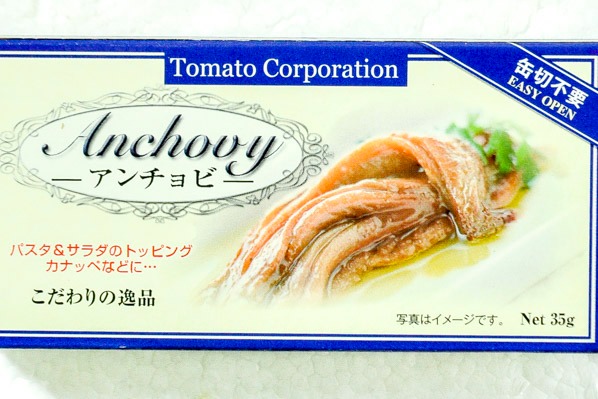 Tomato Corporation
缶切不要
EASY OPEN
Anchovy
アンチョビ
パスタ&サラダのトッピング
カナッペなどに…
こだわりの逸品
写真はイメージです。 Net 35g